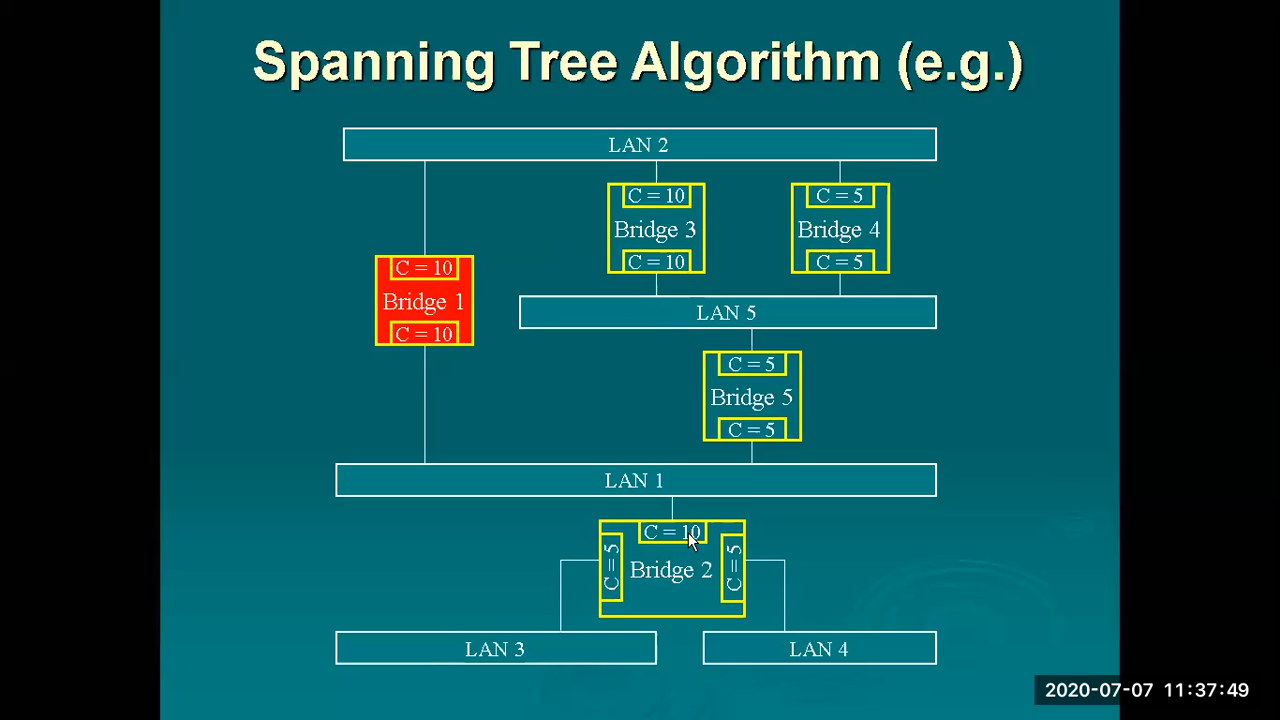 Spanning Tree Algorithm (e.g.)
LAN 2
C = 10
Bridge 3
C = 10
C = 5
Bridge 4
C = 5
C = 10
Bridge 1
C = 10
LAN 5
C = 5
Bridge 5
C = 5
LAN 1
C = 10
C = 5
Bridge 2
C = 5
LAN 3
LAN 4
2020-07-07 11:37:49